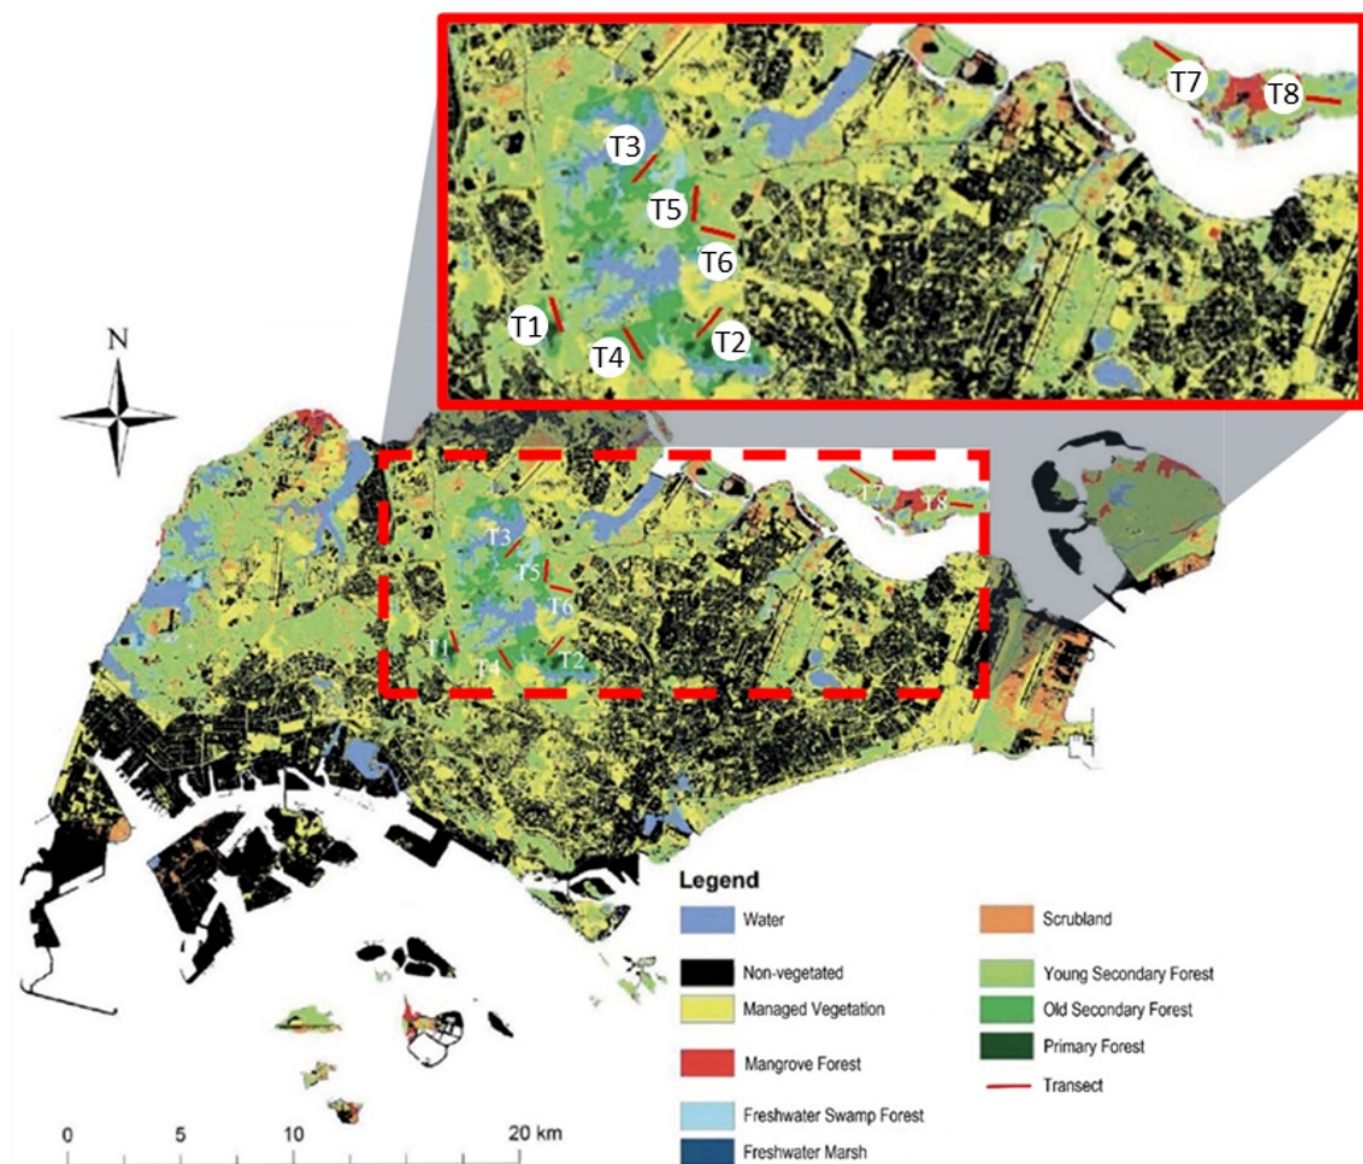 T7
T8
T3
T5
T6
T1
T4
T2
N
T7
T8
T3
T5
T6
T1
T4
T2
Legend
Water
Non-vegetated
Managed Vegetation
Mangrove Forest
Freshwater Swamp Forest
Freshwater Marsh
Scrubland
Young Secondary Forest
Old Secondary Forest
Primary Forest
Transect
0 5 10 20 km